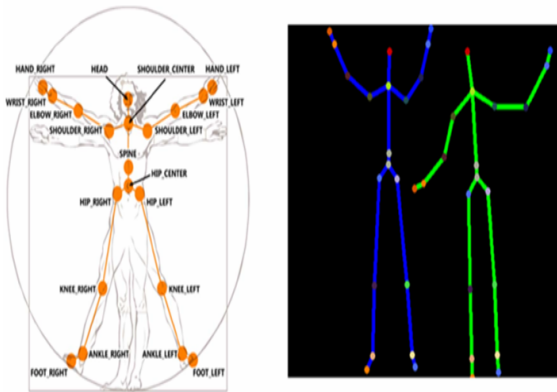 HAND_RIGHT
SHOULDER_CENTER
HAND_LEFT
HEAD
WRIST_RIGHT
WRIST_LEFT
ELBOW_RIGHT
ELBOW_LEFT
SHOULDER_RIGHT
SHOULDER_LEFT
SPINE
HIP_CENTER
HIP_RIGHT
HIP_LEFT
KNEE_RIGHT
KNEE_LEFT
ANKLE_RIGHT
ANKLE_LEFT
FOOT_RIGHT
FOOT_LEFT